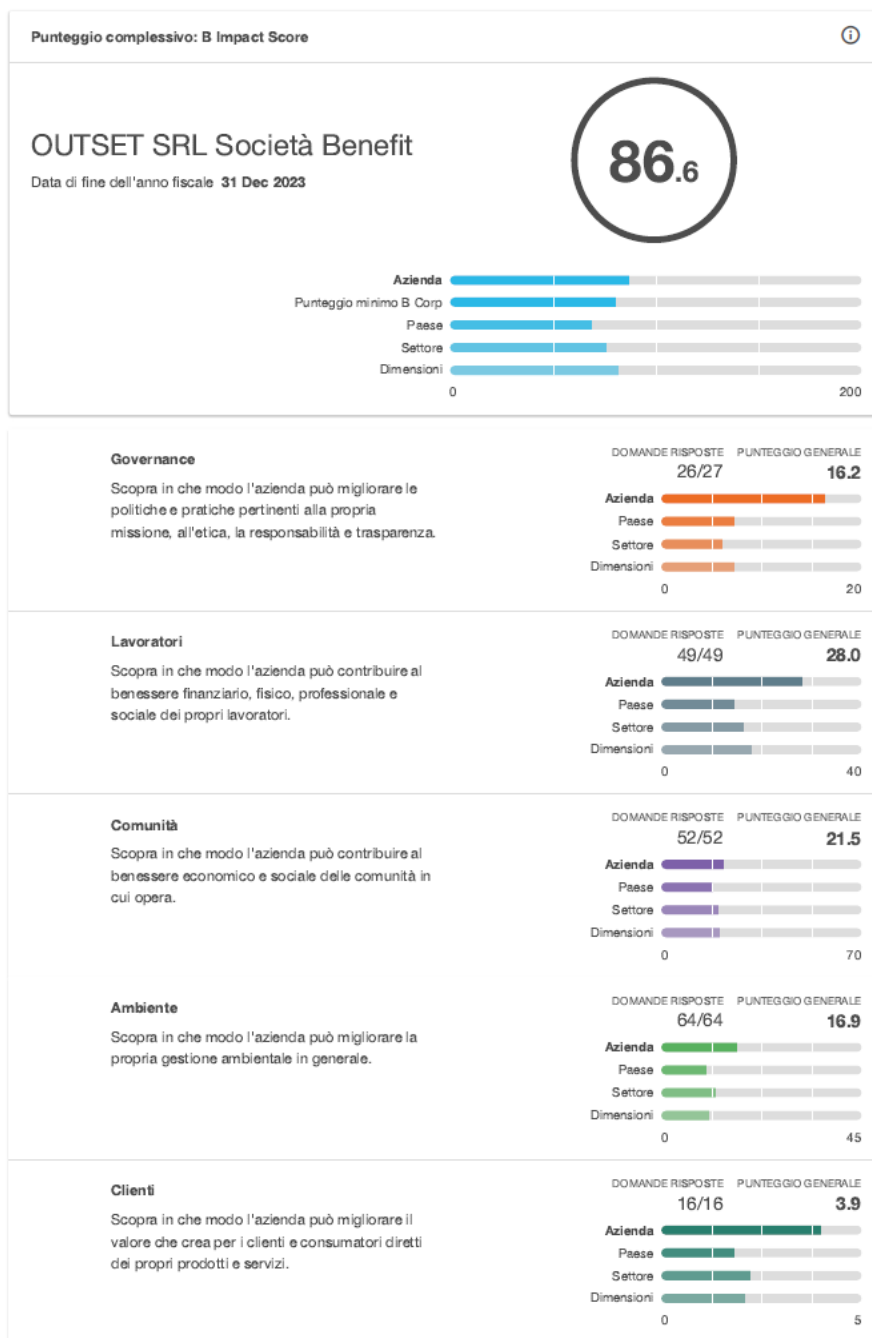 Punteggio complessivo: B Impact Score
OUTSET SRL Società Benefit
Data di fine dell'anno fiscale 31 Dec 2023
86.6
Azienda
Punteggio minimo B Corp
Paese
Settore
Dimensioni
0 200
Governance
Scopra in che modo l'azienda può migliorare le
politiche e pratiche pertinenti alla propria
missione, all'etica, la responsabilità e trasparenza.
DOMANDE RISPOSTE PUNTEGGIO GENERALE
26/27 16.2
Azienda
Paese
Settore
Dimensioni
0 20
Lavoratori
Scopra in che modo l'azienda può contribuire al
benessere finanziario, fisico, professionale e
sociale dei propri lavoratori.
DOMANDE RISPOSTE PUNTEGGIO GENERALE
49/49 28.0
Azienda
Paese
Settore
Dimensioni
0 40
Comunità
Scopra in che modo l'azienda può contribuire al
benessere economico e sociale delle comunità in
cui opera.
DOMANDE RISPOSTE PUNTEGGIO GENERALE
52/52 21.5
Azienda
Paese
Settore
Dimensioni
0 70
Ambiente
Scopra in che modo l'azienda può migliorare la
propria gestione ambientale in generale.
DOMANDE RISPOSTE PUNTEGGIO GENERALE
64/64 16.9
Azienda
Paese
Settore
Dimensioni
0 45
Clienti
Scopra in che modo l'azienda può migliorare il
valore che crea per i clienti e consumatori diretti
dei propri prodotti e servizi.
DOMANDE RISPOSTE PUNTEGGIO GENERALE
16/16 3.9
Azienda
Paese
Settore
Dimensioni
0 5